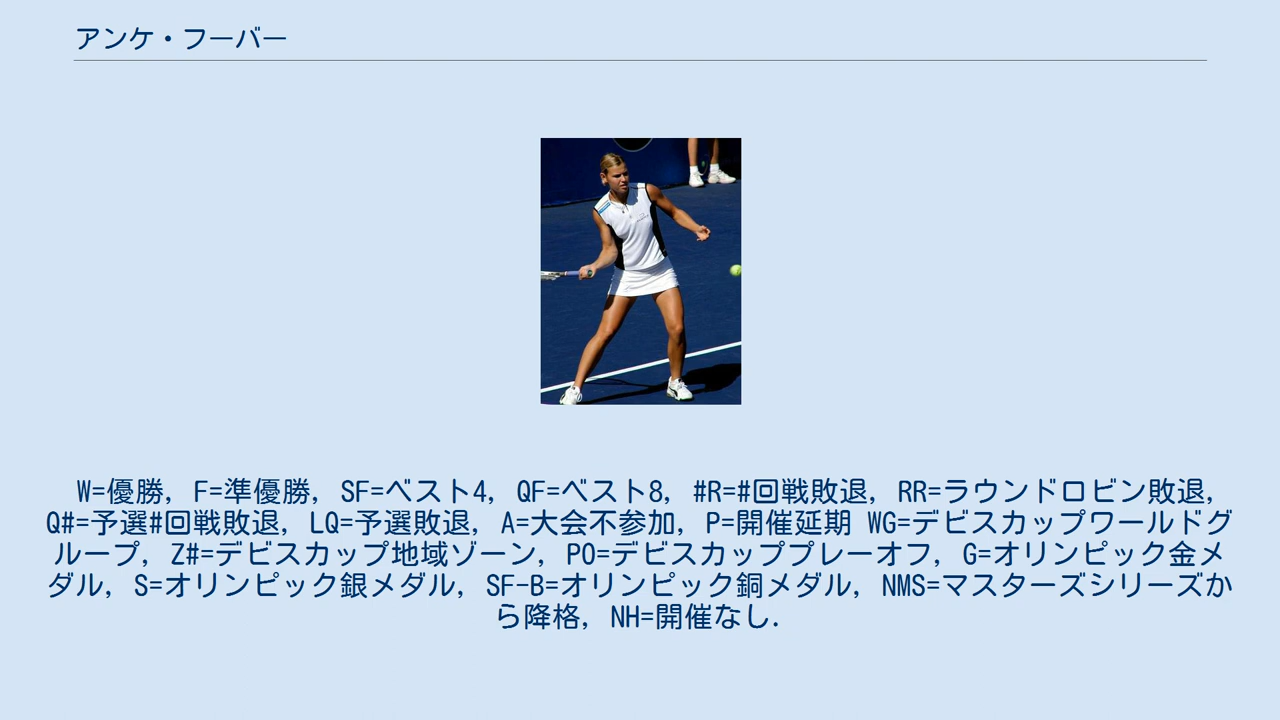 アンケ・フーバー
W=優勝, F=準優勝, SF=ベスト4, QF=ベスト8, #R=#回戦敗退, RR=ラウンドロビン敗退,
Q#=予選#回戦敗退, LQ=予選敗退, A=大会不参加, P=開催延期 WG=デビスカップワールドグ
ループ, Z#=デビスカップ地域ゾーン, PO=デビスカッププレーオフ, G=オリンピック金メ
ダル, S=オリンピック銀メダル, SF-B=オリンピック銅メダル, NMS=マスターズシリーズか
ら降格, NH=開催なし.